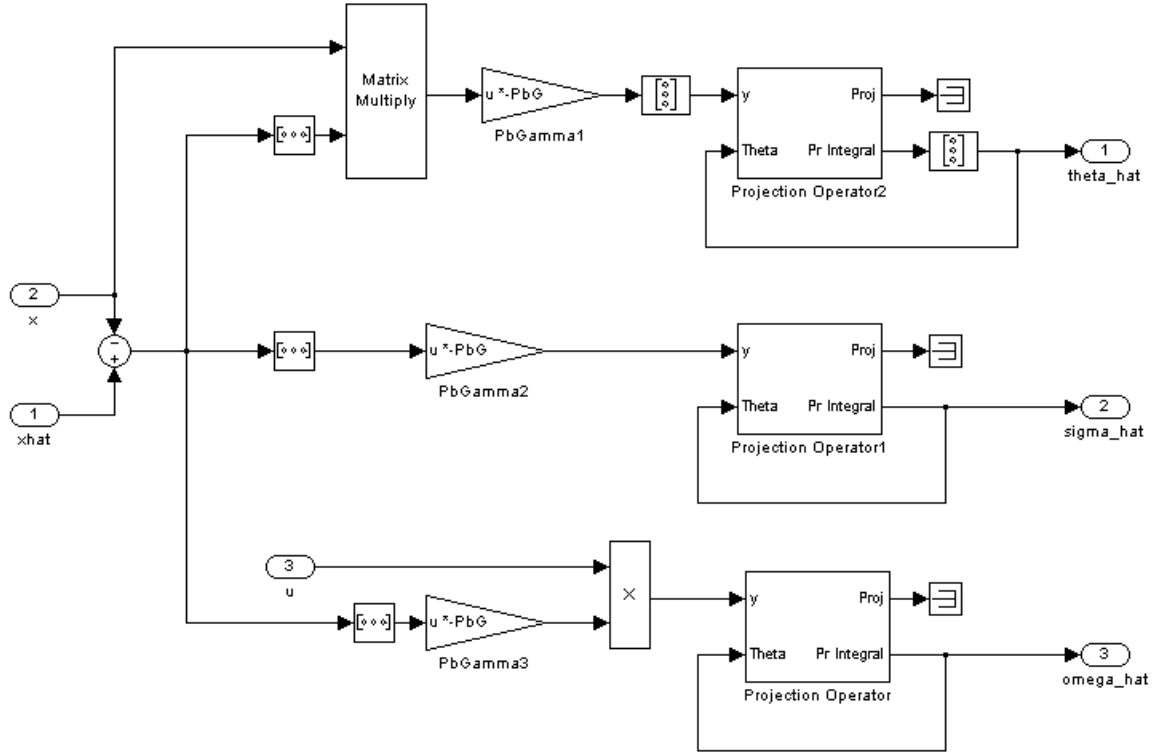 Matrix
Multiply
u *-PbG
PbGamma1
y
Proj
Theta
Pr Integral
Projection Operator2
1
theta_hat
2
x
-
+
1
xhat
u *-PbG
PbGamma2
y
Proj
Theta
Pr Integral
Projection Operator1
2
sigma_hat
3
u
u *-PbG
PbGamma3
×
y
Proj
Theta
Pr Integral
Projection Operator
3
omega_hat